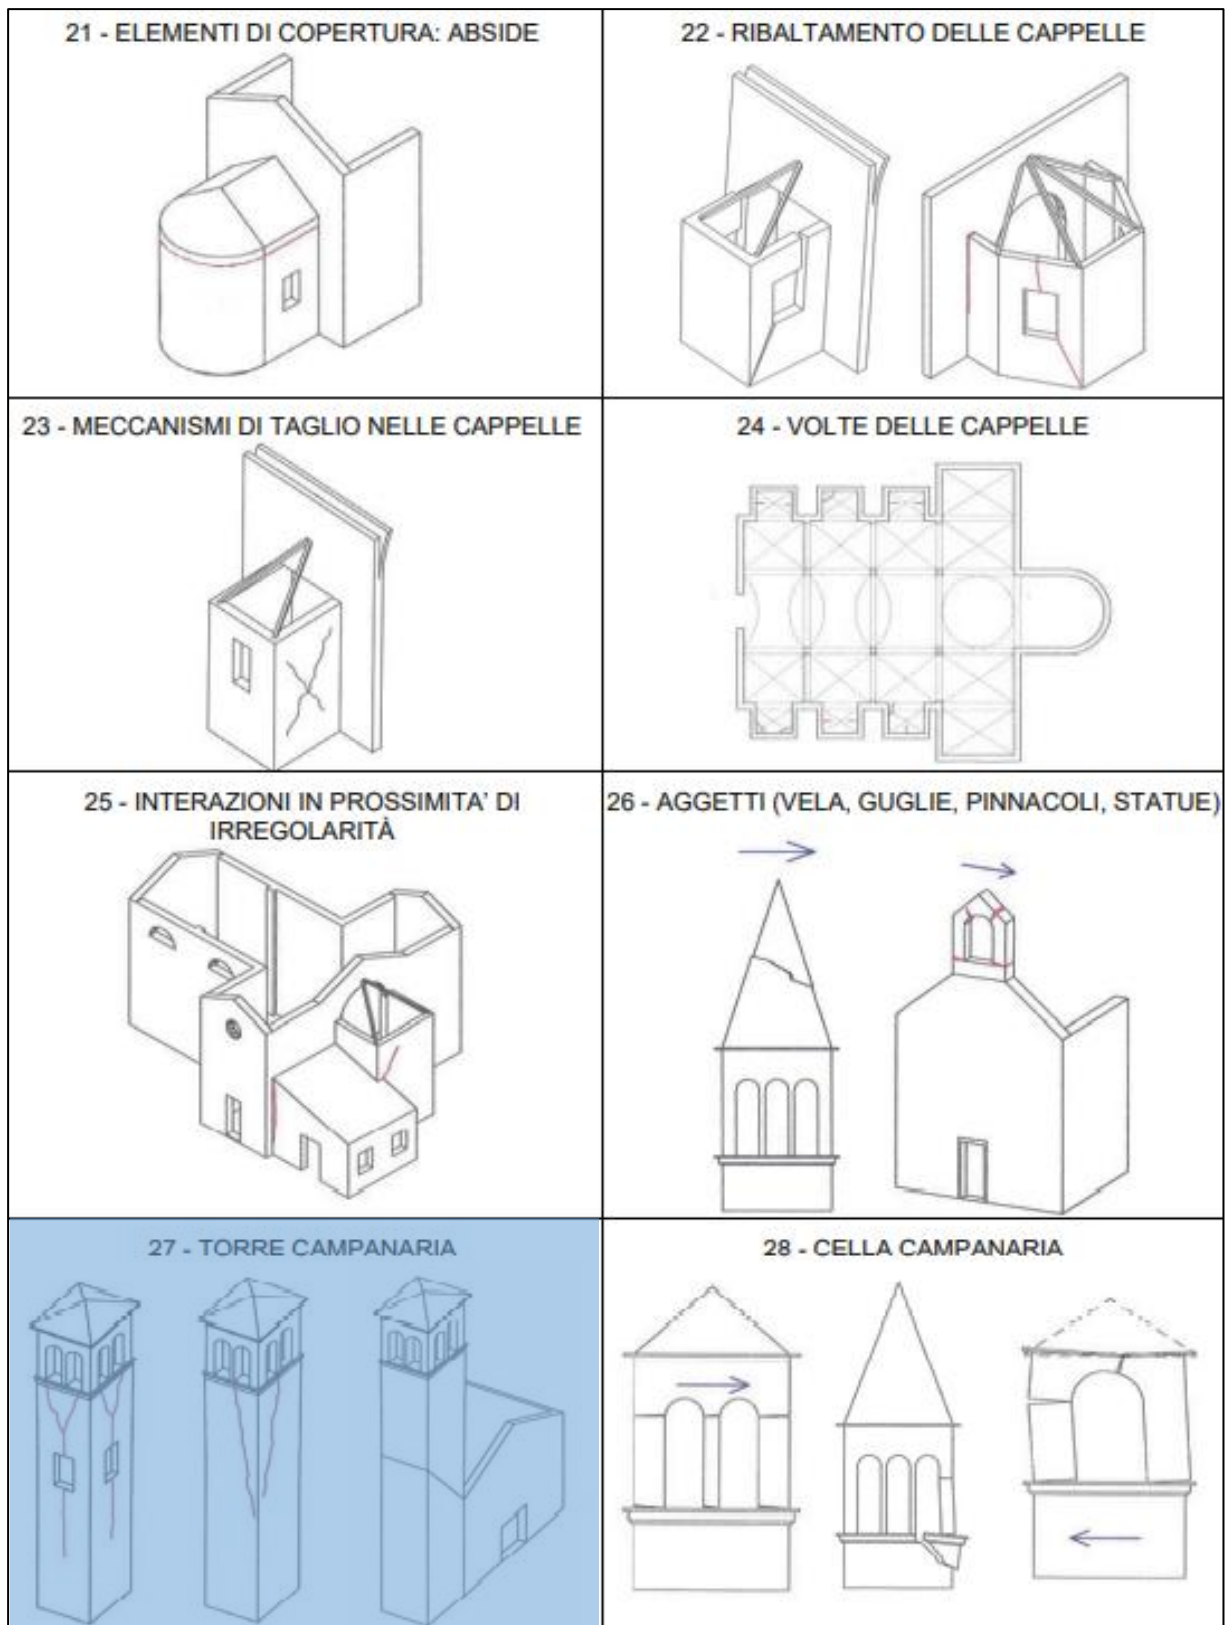 21 - ELEMENTI DI COPERTURA: ABSIDE
22 - RIBALTAMENTO DELLE CAPPELLE
23 - MECCANISMI DI TAGLIO NELLE CAPPELLE
24 - VOLTE DELLE CAPPELLE
25 - INTERAZIONI IN PROSSIMITA' DI
IRREGOLARITÀ
26 - AGGETTI (VELA, GUGLIE, PINNACOLI, STATUE)
27 - TORRE CAMPANARIA
28 - CELLA CAMPANARIA